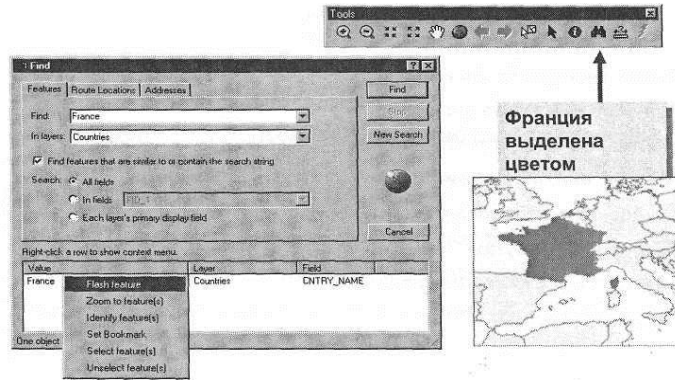 Tools
Find
Features
Route Locations
Addresses
Find
Find:
France
In layers:
Countries
New Search
Find features that are similar to or contain the search string
Search:
All fields
In fields
FID_1
Each layer's primary display field
Cancel
Right-click a row to show context menu.
Value
Layer
Field
France
Countries
CNTRY_NAME
Flash feature
Zoom to feature(s)
Identify feature(s)
Set Bookmark
Select feature(s)
Unselect feature(s)
One object
Франция
выделена
цветом